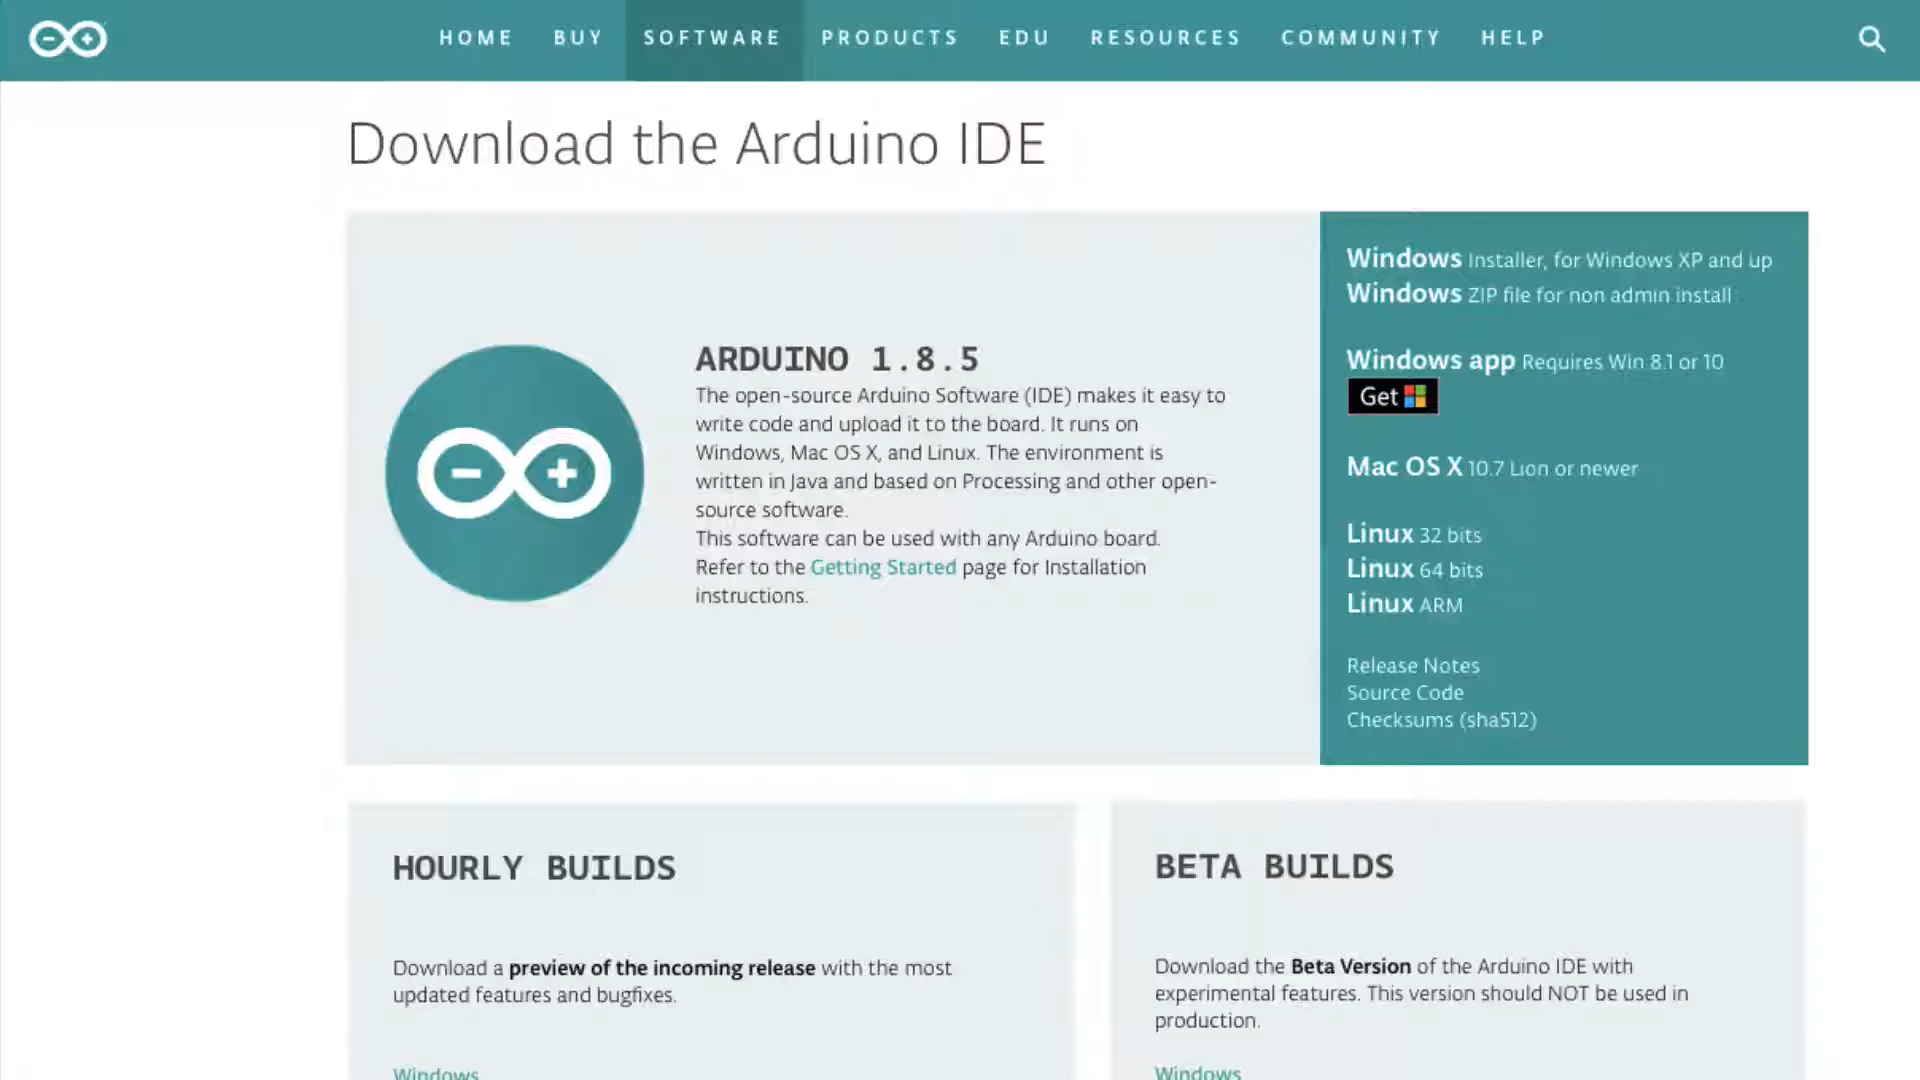 HOME BUY SOFTWARE PRODUCTS EDU RESOURCES COMMUNITY HELP
Download the Arduino IDE
ARDUINO 1.8.5
The open-source Arduino Software (IDE) makes it easy to
write code and upload it to the board. It runs on
Windows, Mac OS X, and Linux. The environment is
written in Java and based on Processing and other open-
source software.
This software can be used with any Arduino board.
Refer to the Getting Started page for Installation
instructions.
Windows Installer, for Windows XP and up
Windows ZIP file for non admin install
Windows app Requires Win 8.1 or 10
Get
Mac OS X 10.7 Lion or newer
Linux 32 bits
Linux 64 bits
Linux ARM
Release Notes
Source Code
Checksums (sha512)
HOURLY BUILDS
Download a preview of the incoming release with the most
updated features and bugfixes.
Windows
BETA BUILDS
Download the Beta Version of the Arduino IDE with
experimental features. This version should NOT be used in
production.
Windows